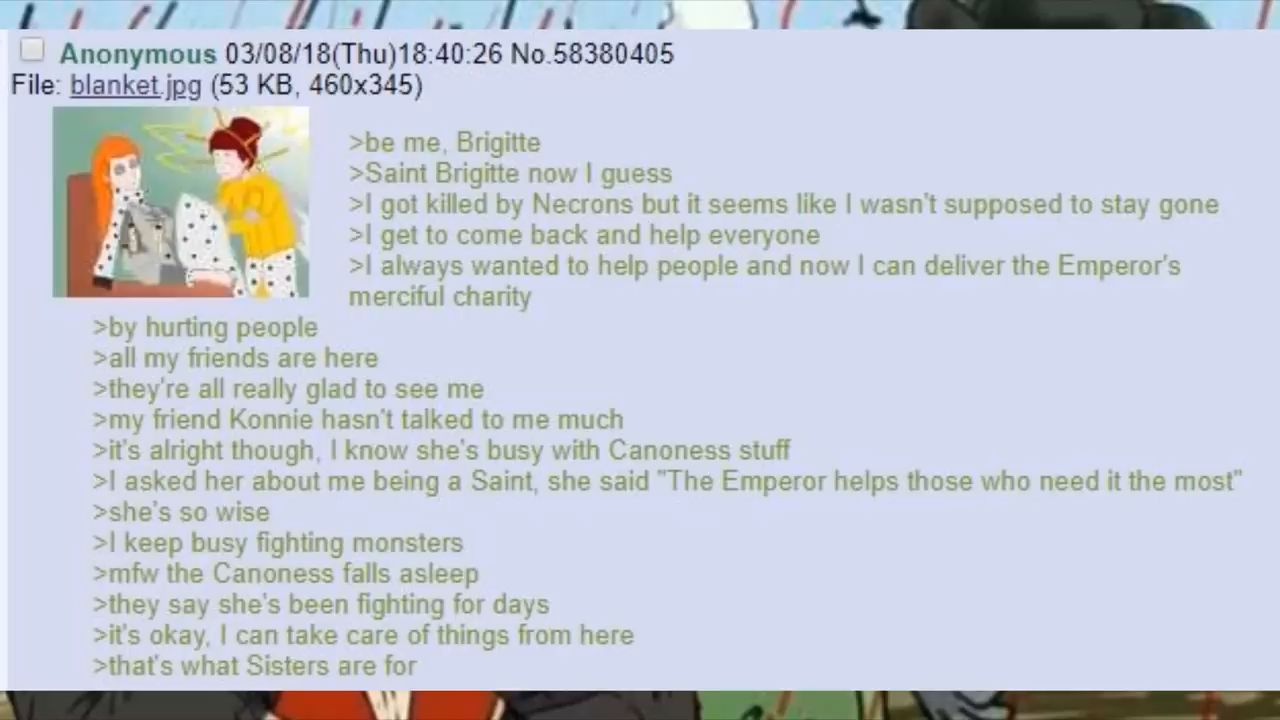 Anonymous 03/08/18(Thu)18:40:26 No.58380405
File: blanket.jpg (53 KB, 460x345)
>be me, Brigitte
>Saint Brigitte now I guess
>I got killed by Necrons but it seems like I wasn't supposed to stay gone
>I get to come back and help everyone
>I always wanted to help people and now I can deliver the Emperor's
merciful charity
>by hurting people
>all my friends are here
>they're all really glad to see me
>my friend Konnie hasn't talked to me much
>it's alright though, I know she's busy with Canoness stuff
>I asked her about me being a Saint, she said "The Emperor helps those who need it the most"
>she's so wise
>I keep busy fighting monsters
>mfw the Canoness falls asleep
>they say she's been fighting for days
>it's okay, I can take care of things from here
>that's what Sisters are for